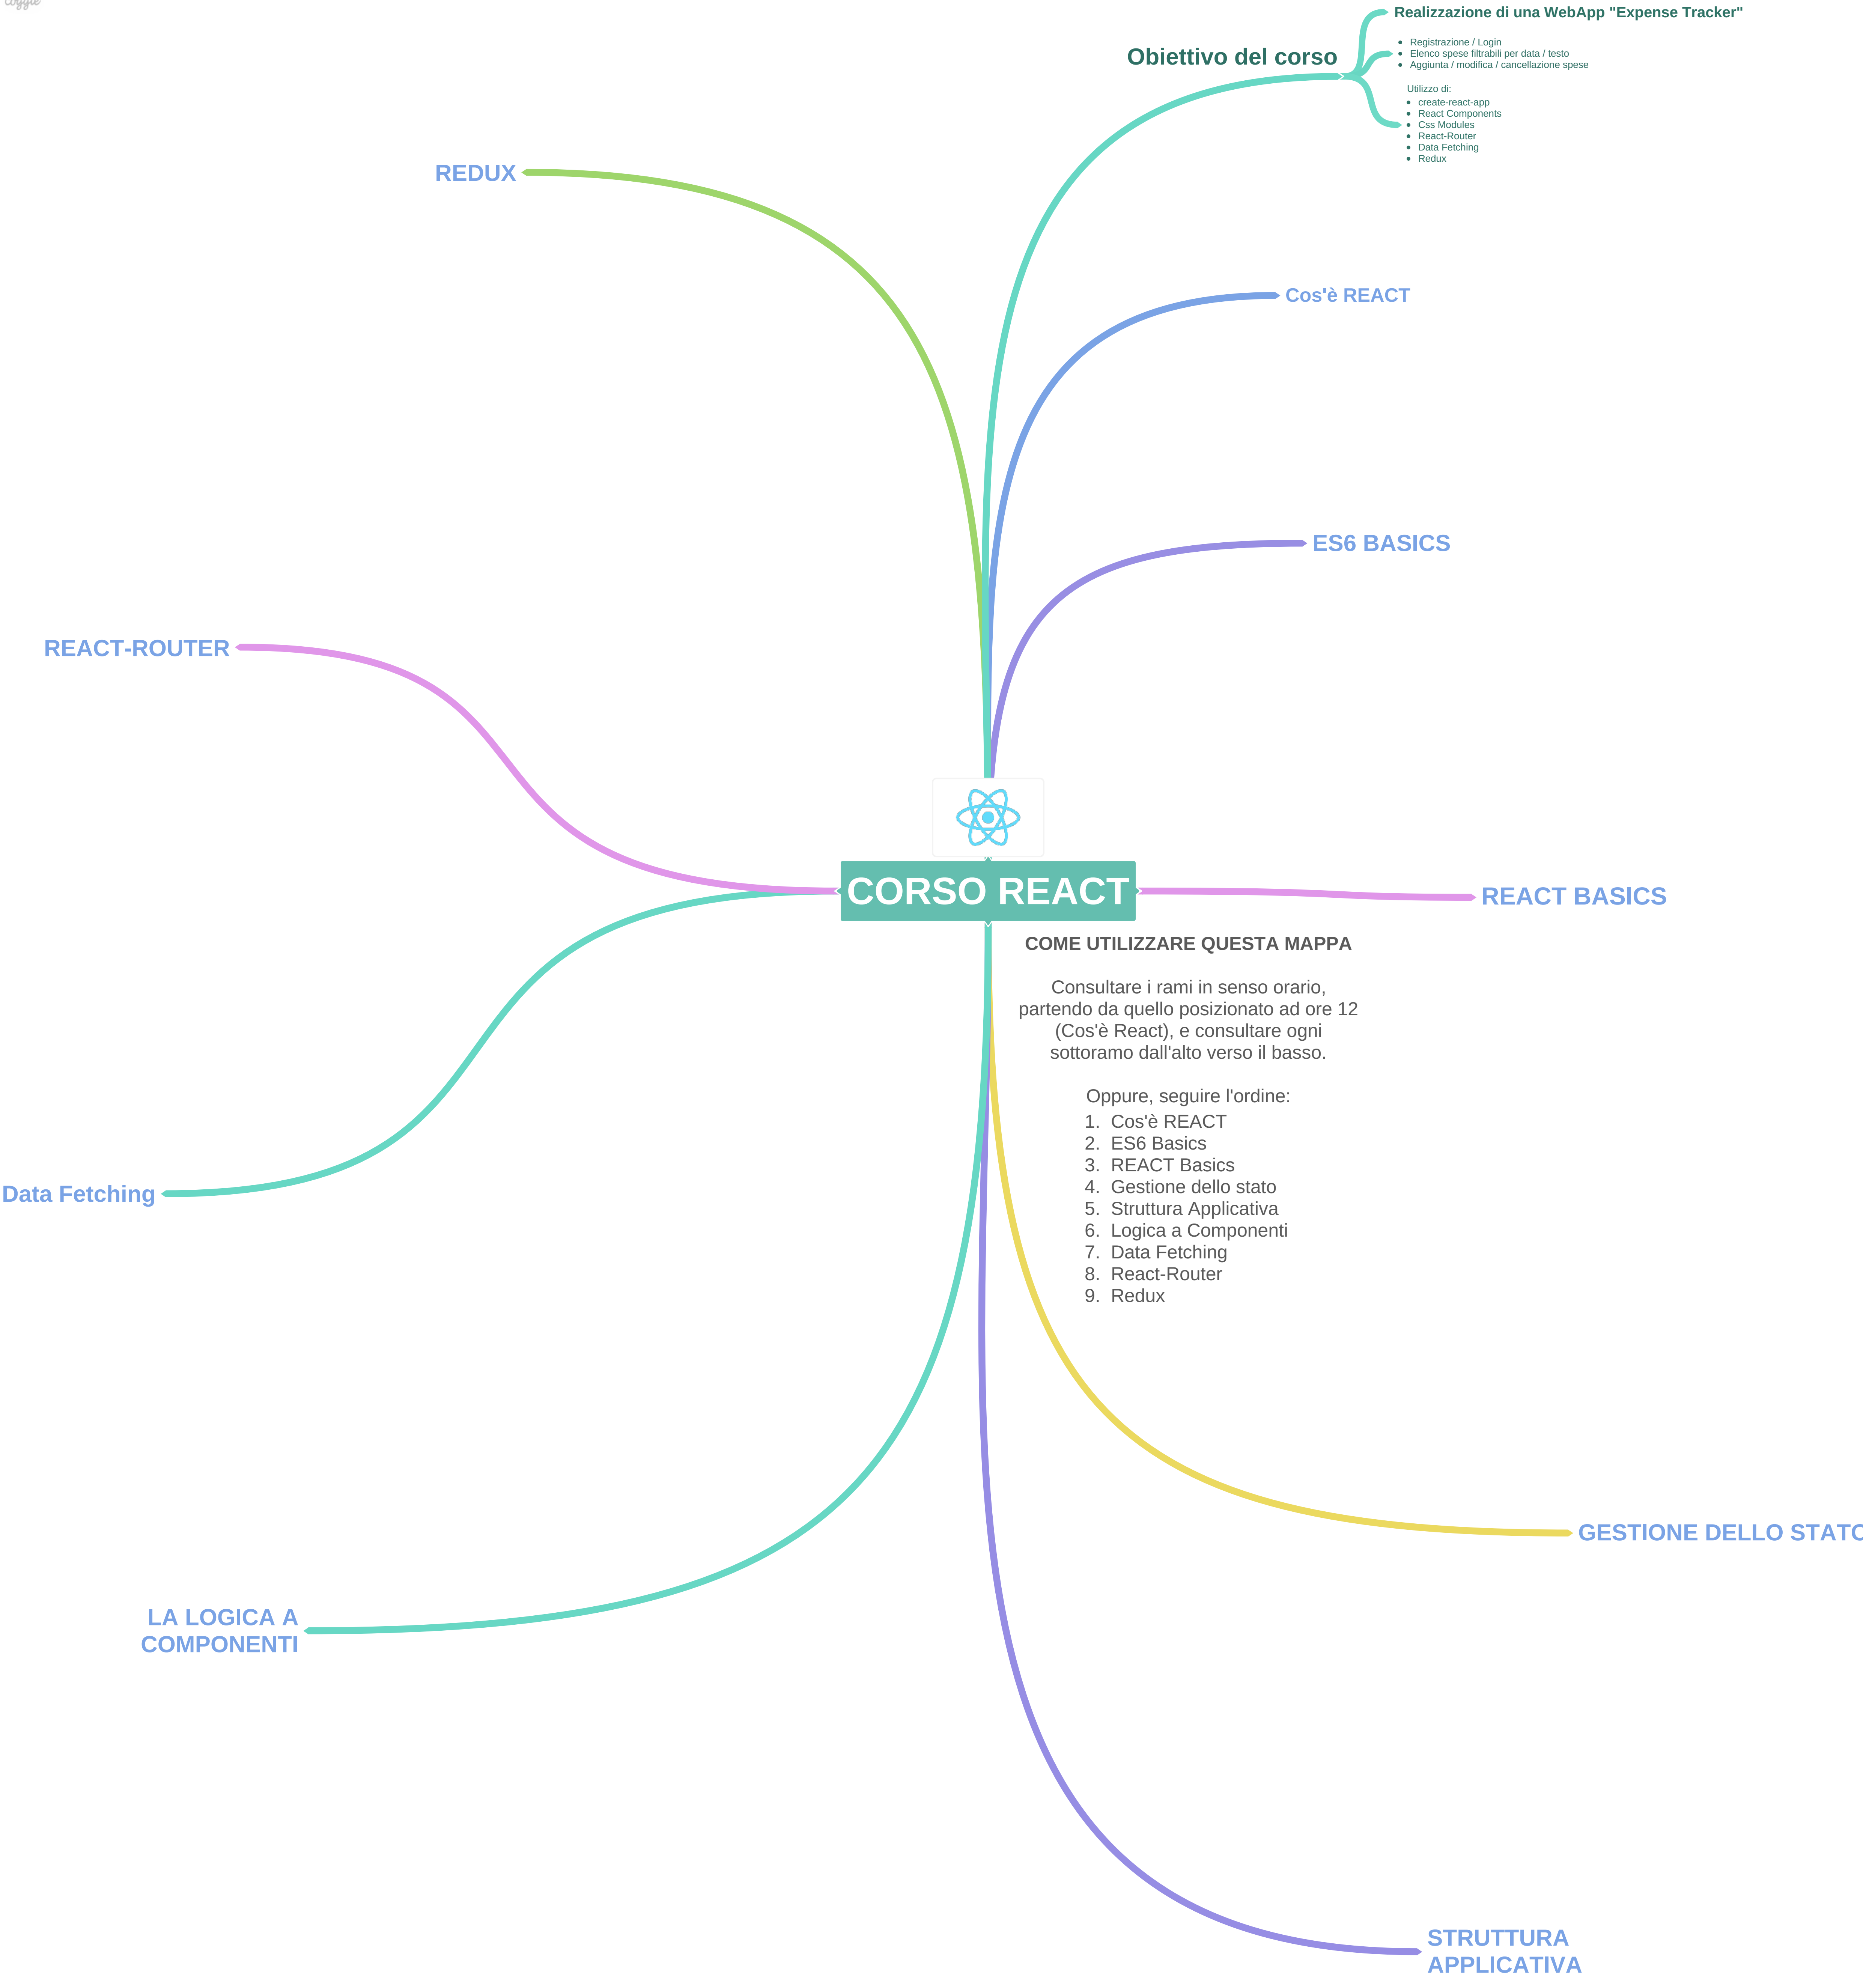 Realizzazione di una WebApp "Expense Tracker"
Obiettivo del corso
Registrazione / Login
Elenco spese filtrabili per data / testo
Aggiunta / modifica / cancellazione spese
Utilizzo di:
create-react-app
React Components
Css Modules
React-Router
Data Fetching
Redux
REDUX
Cos'è REACT
ES6 BASICS
REACT-ROUTER
CORSO REACT
REACT BASICS
COME UTILIZZARE QUESTA MAPPA
Consultare i rami in senso orario,
partendo da quello posizionato ad ore 12
(Cos'è React), e consultare ogni
sottoramo dall'alto verso il basso.
Oppure, seguire l'ordine:
1. Cos'è REACT
2. ES6 Basics
3. REACT Basics
4. Gestione dello stato
5. Struttura Applicativa
6. Logica a Componenti
7. Data Fetching
8. React-Router
9. Redux
Data Fetching
GESTIONE DELLO STATO
LA LOGICA A
COMPONENTI
STRUTTURA
APPLICATIVA